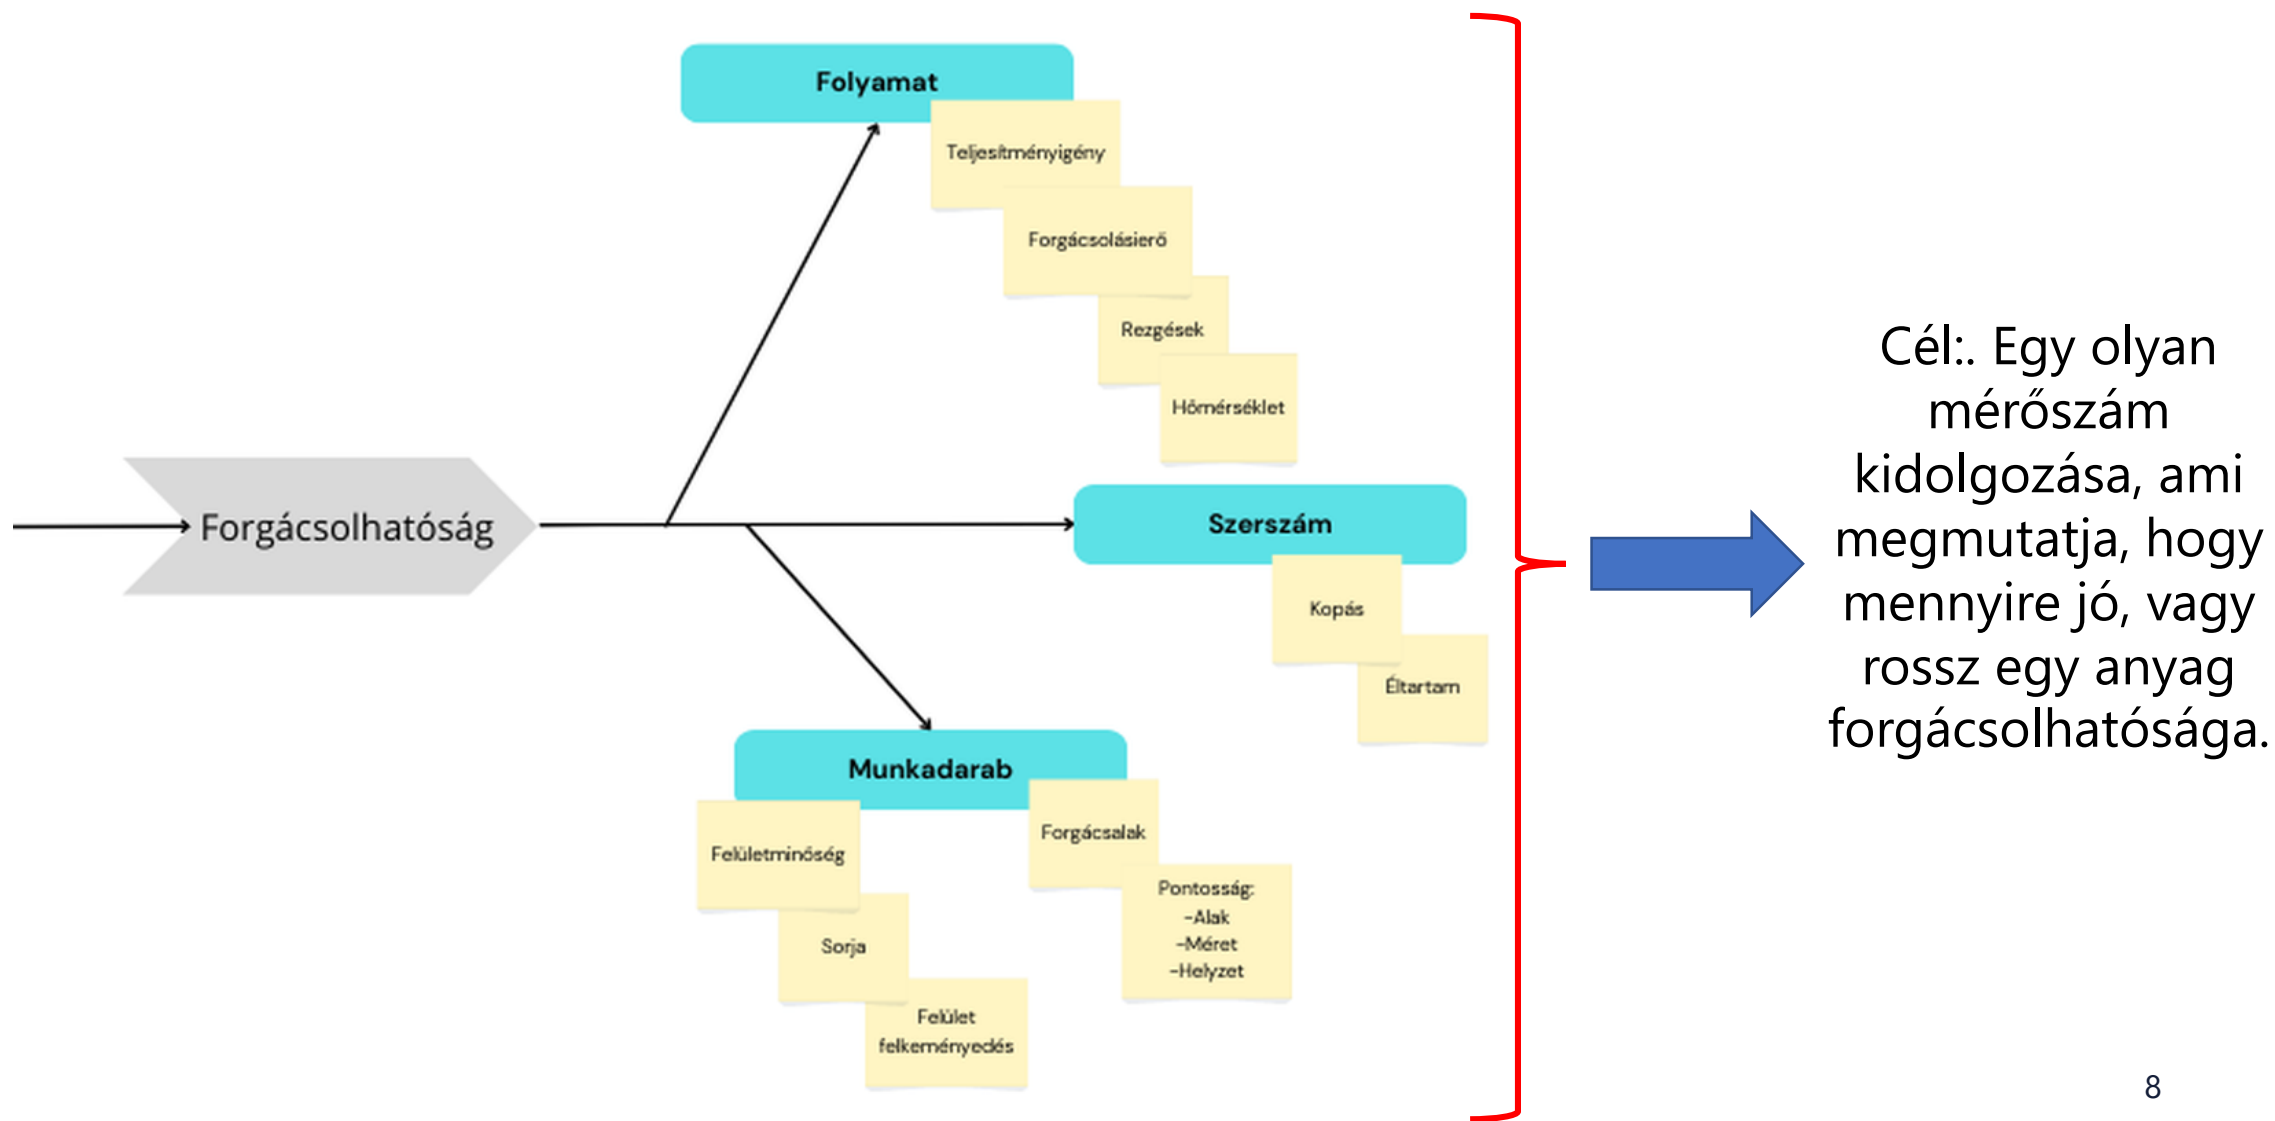 Folyamat
Teljesítményigény
Forgácsolásierő
Rezgések
Hőmérséklet
Forgácsolhatóság
Szerszám
Kopás
Éltartam
Munkadarab
Felületminőség
Sorja
Felület
felkeményedés
Forgácsalak
Pontosság:
-Alak
-Méret
-Helyzet
Cél:. Egy olyan
mérőszám
kidolgozása, ami
megmutatja, hogy
mennyire jó, vagy
rossz egy anyag
forgácsolhatósága.
8